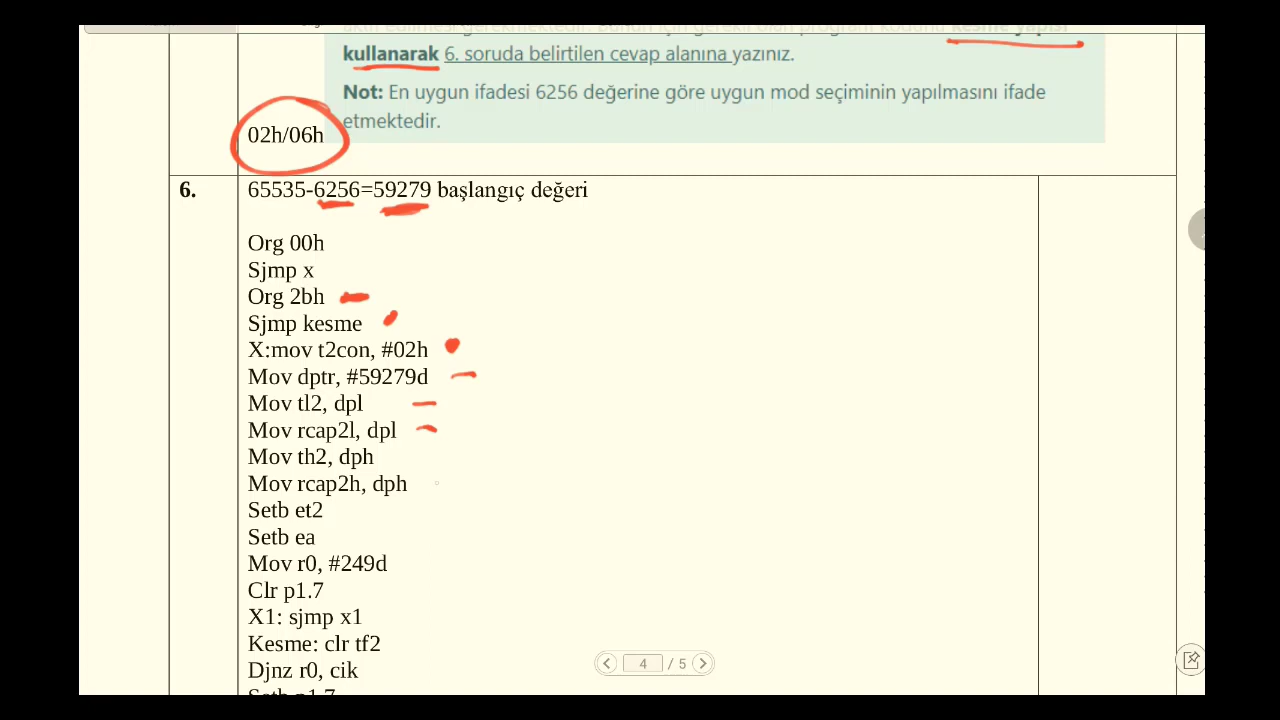 kullanarak 6. soruda belirtilen cevap alanına yazınız.
Not: En uygun ifadesi 6256 değerine göre uygun mod seçiminin yapılmasını ifade
etmektedir.
02h/06h
6. 65535-6256=59279 başlangıç değeri
Org 00h
Sjmp x
Org 2bh
Sjmp kesme
X:mov t2con, #02h
Mov dptr, #59279d
Mov tl2, dpl
Mov rcap2l, dpl
Mov th2, dph
Mov rcap2h, dph
Setb et2
Setb ea
Mov r0, #249d
Clr p1.7
X1: sjmp x1
Kesme: clr tf2
Djnz r0, cik
Setb p1.7
4 / 5